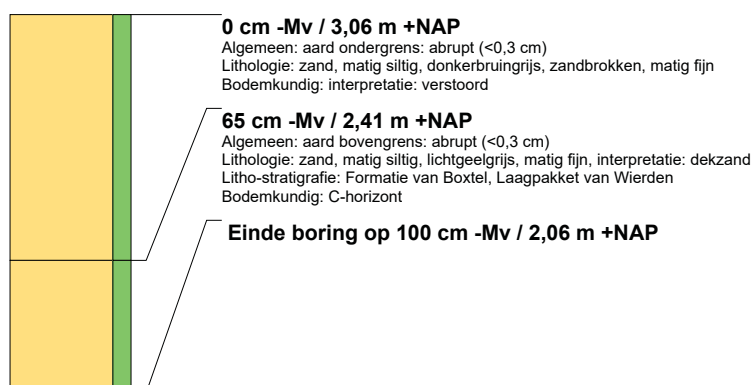 0 cm -Mv / 3,06 m +NAP
Algemeen: aard ondergrens: abrupt (<0,3 cm)
Lithologie: zand, matig siltig, donkerbruingrijs, zandbrokken, matig fijn
Bodemkundig: interpretatie: verstoord
65 cm -Mv / 2,41 m +NAP
Algemeen: aard bovengrens: abrupt (<0,3 cm)
Lithologie: zand, matig siltig, lichtgeelgrijs, matig fijn, interpretatie: dekzand
Litho-stratigrafie: Formatie van Boxtel, Laagpakket van Wierden
Bodemkundig: C-horizont
Einde boring op 100 cm -Mv / 2,06 m +NAP